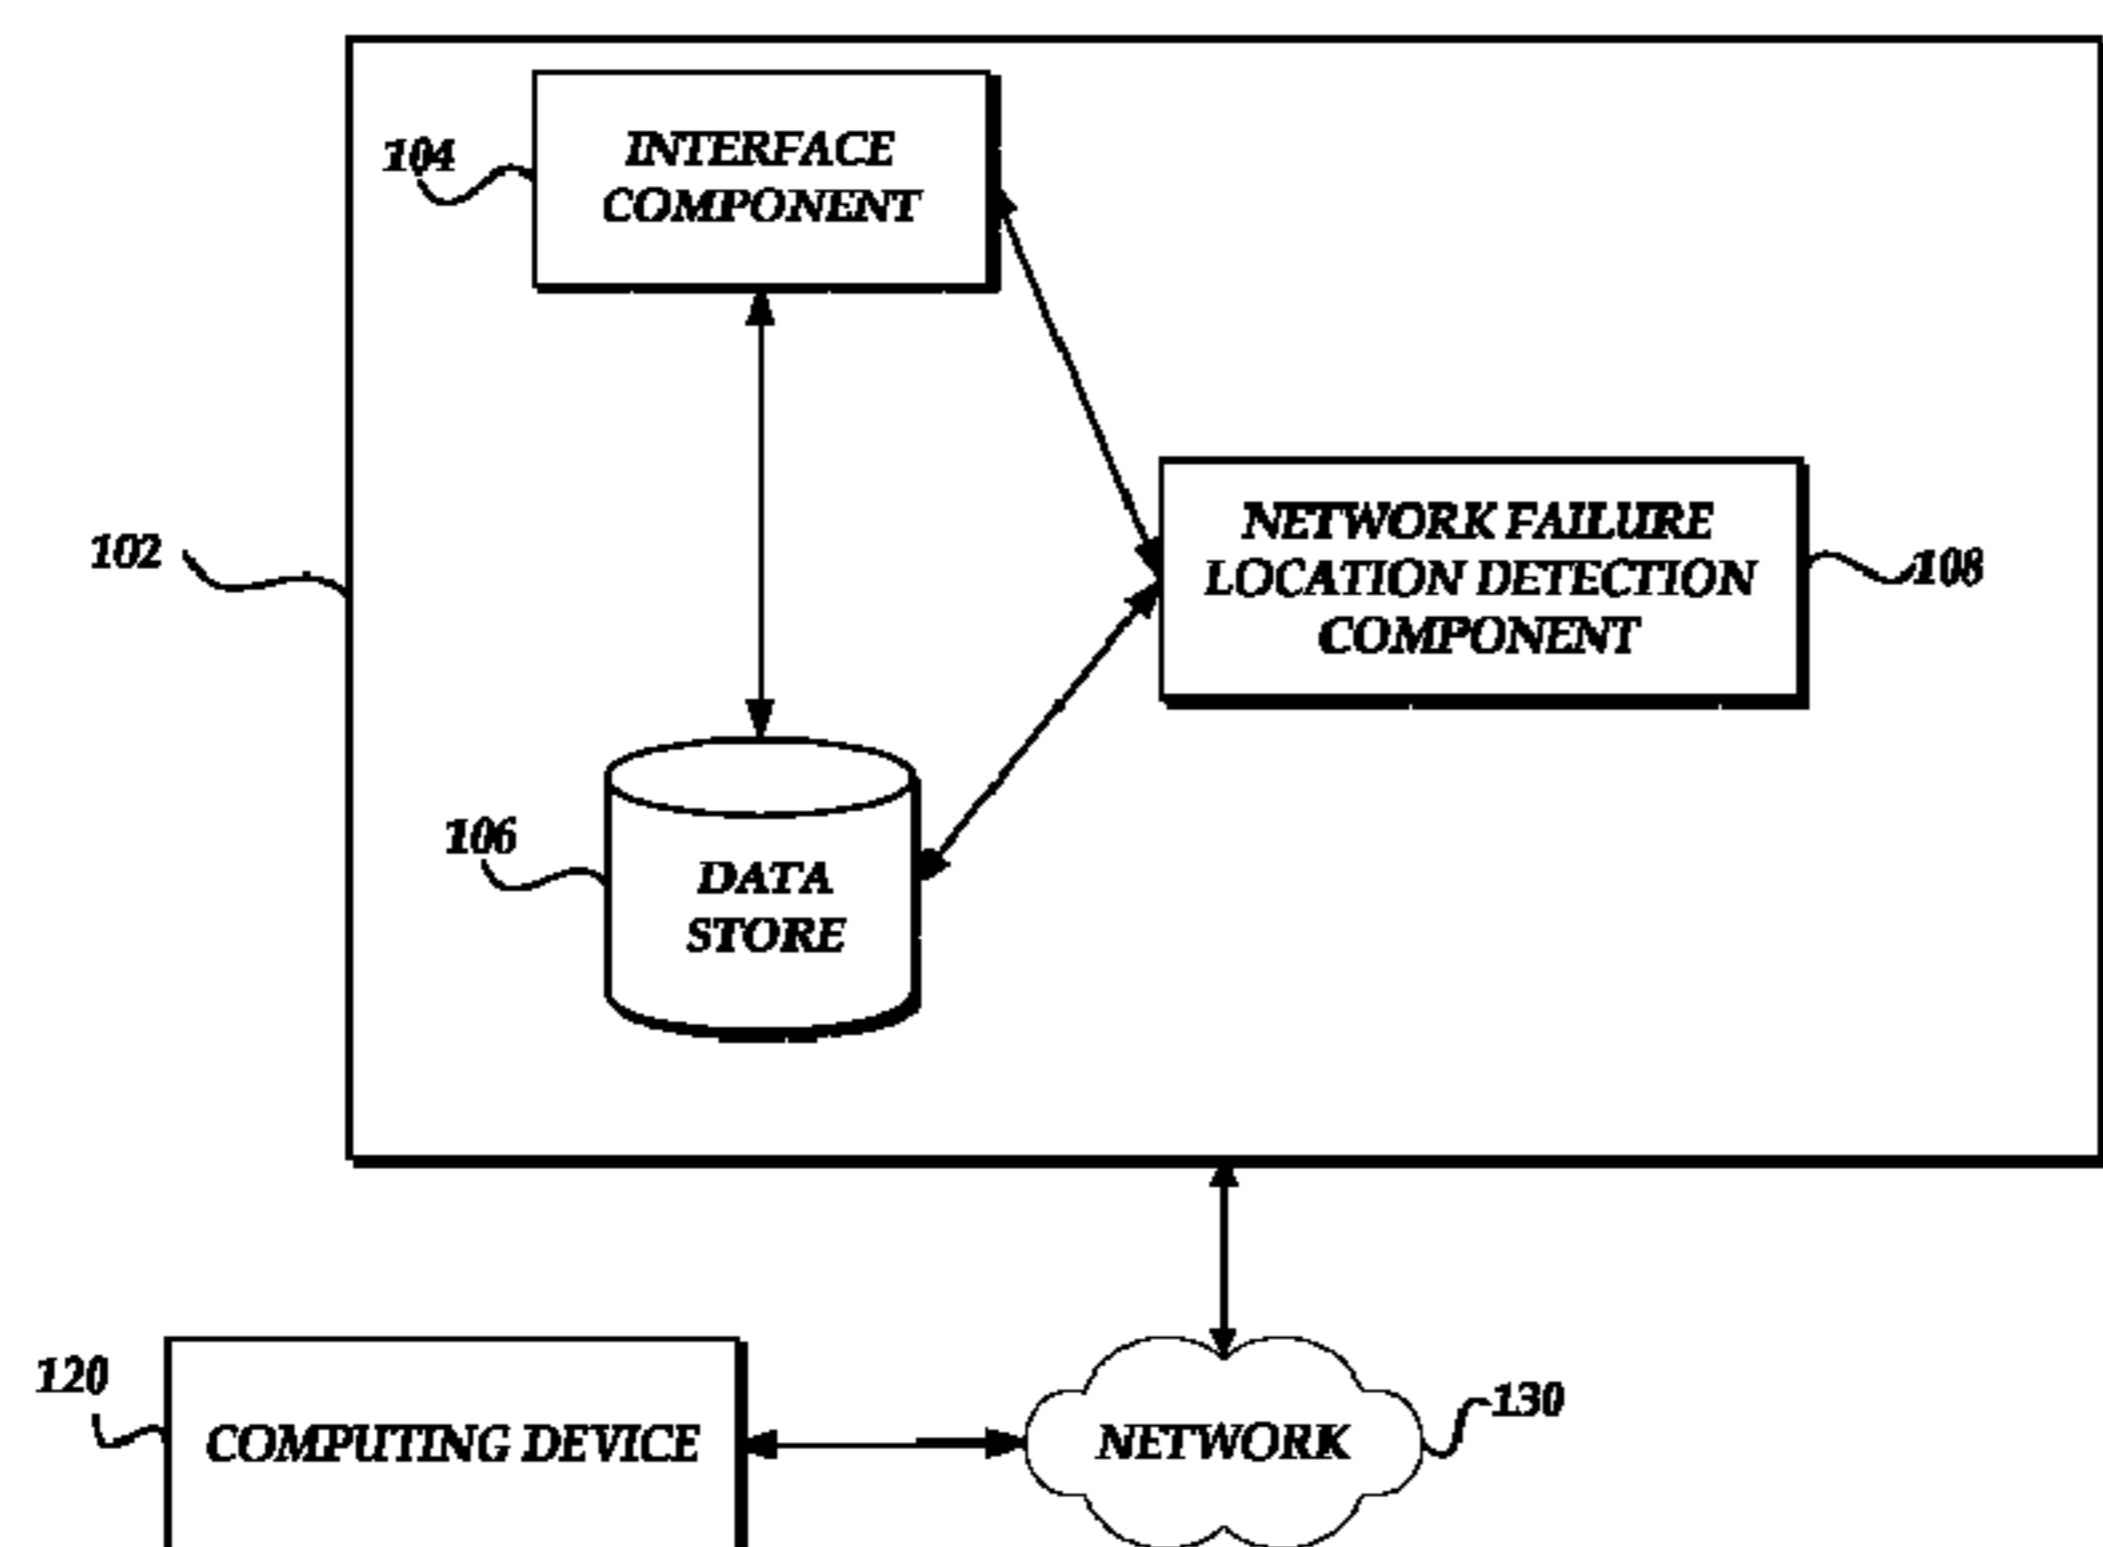 104
INTERFACE
COMPONENT
102
NETWORK FAILURE
LOCATION DETECTION
COMPONENT
108
106
DATA
STORE
120
COMPUTING DEVICE
NETWORK
130